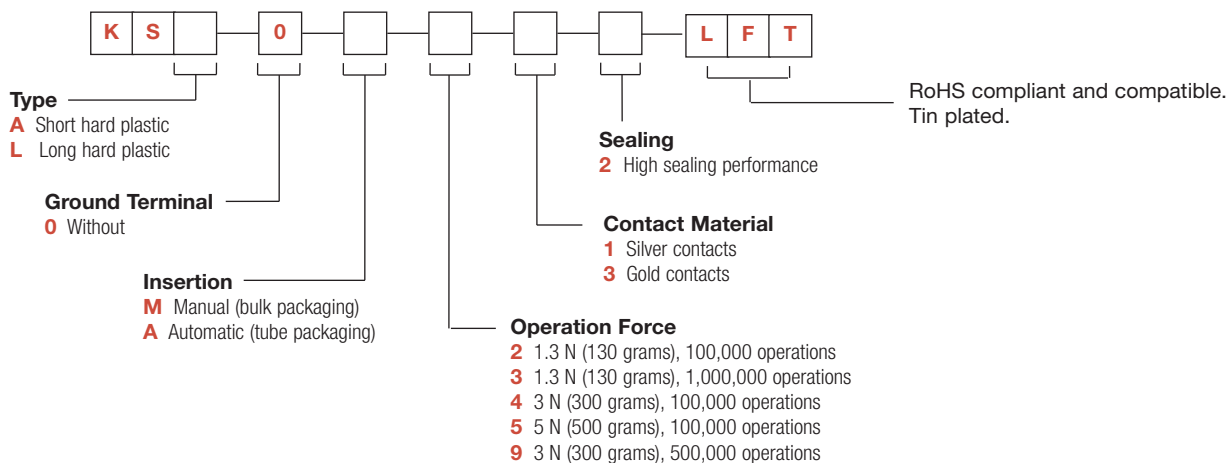 K S 0 L F T
Type
A Short hard plastic
L Long hard plastic
Ground Terminal
0 Without
Insertion
M Manual (bulk packaging)
A Automatic (tube packaging)
Operation Force
2 1.3 N (130 grams), 100,000 operations
3 1.3 N (130 grams), 1,000,000 operations
4 3 N (300 grams), 100,000 operations
5 5 N (500 grams), 100,000 operations
9 3 N (300 grams), 500,000 operations
Contact Material
1 Silver contacts
3 Gold contacts
Sealing
2 High sealing performance
RoHS compliant and compatible.
Tin plated.